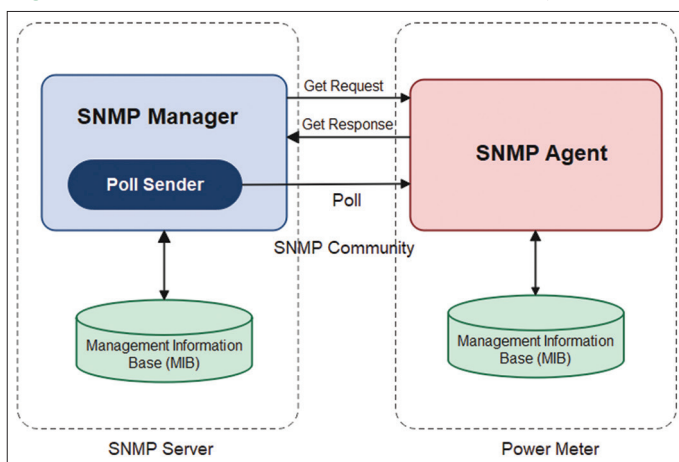 Get Request
SNMP Manager
Get Response
SNMP Agent
Poll Sender
Poll
SNMP Community
Management Information
Base (MIB)
Management Information
Base (MIB)
SNMP Server
Power Meter